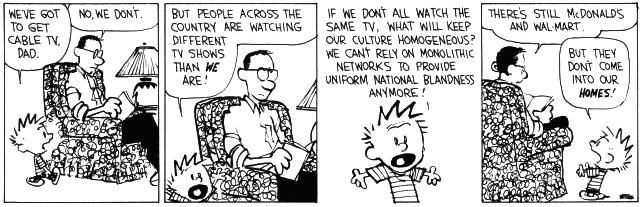 WE'VE GOT
TO GET
CABLE TV,
DAD.
NO, WE DON'T.
BUT PEOPLE ACROSS THE
COUNTRY ARE WATCHING
DIFFERENT
TV SHOWS
THAN WE
ARE!
IF WE DON'T ALL WATCH THE
SAME TV, WHAT WILL KEEP
OUR CULTURE HOMOGENEOUS?
WE CAN'T RELY ON MONOLITHIC
NETWORKS TO PROVIDE
UNIFORM NATIONAL BLANDNESS
ANYMORE!
THERE'S STILL McDONALD'S
AND WAL-MART.
BUT THEY
DON'T COME
INTO OUR
HOMES!